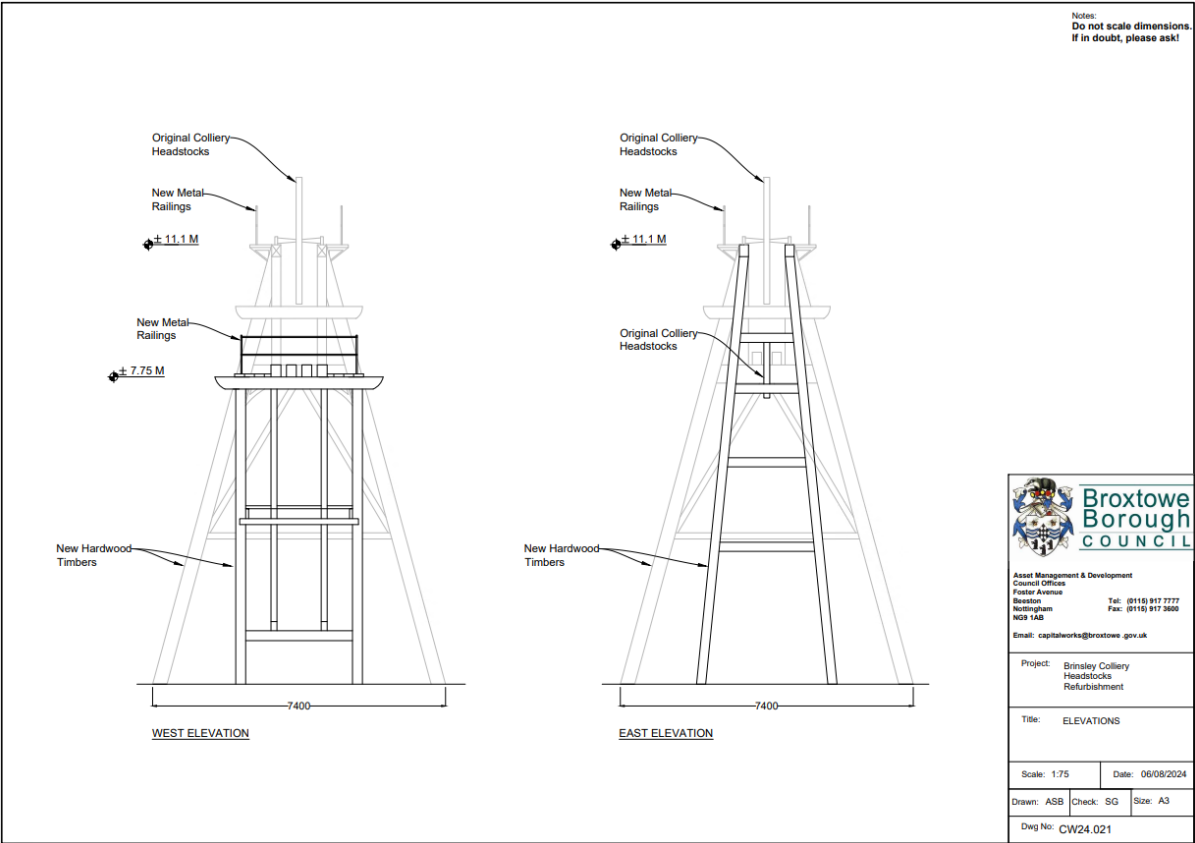 Notes:
Do not scale dimensions.
If in doubt, please ask!
Original Colliery
Headstocks
New Metal
Railings
± 11.1 M
New Metal
Railings
± 7.75 M
New Hardwood
Timbers
7400
WEST ELEVATION
Original Colliery
Headstocks
New Metal
Railings
± 11.1 M
Original Colliery
Headstocks
New Hardwood
Timbers
7400
EAST ELEVATION
Broxtowe
Borough
COUNCIL
Asset Management & Development
Council Offices
Foster Avenue
Beeston Tel: (0115) 917 7777
Nottingham Fax: (0115) 917 3600
NG9 1AB
Email: capitalworks@broxtowe .gov.uk
Project: Brinsley Colliery
Headstocks
Refurbishment
Title: ELEVATIONS
Scale: 1:75 Date: 06/08/2024
Drawn: ASB Check: SG Size: A3
Dwg No: CW24.021